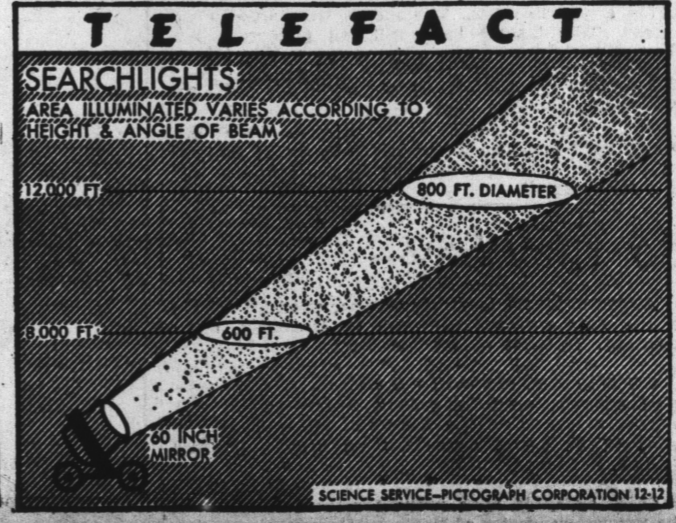 TELEFACT
SEARCHLIGHTS
AREA ILLUMINATED VARIES ACCORDING TO
HEIGHT & ANGLE OF BEAM
12,000 FT.
800 FT. DIAMETER
8,000 FT.
600 FT.
60 INCH
MIRROR
SCIENCE SERVICE—PICTOGRAPH CORPORATION 12-12